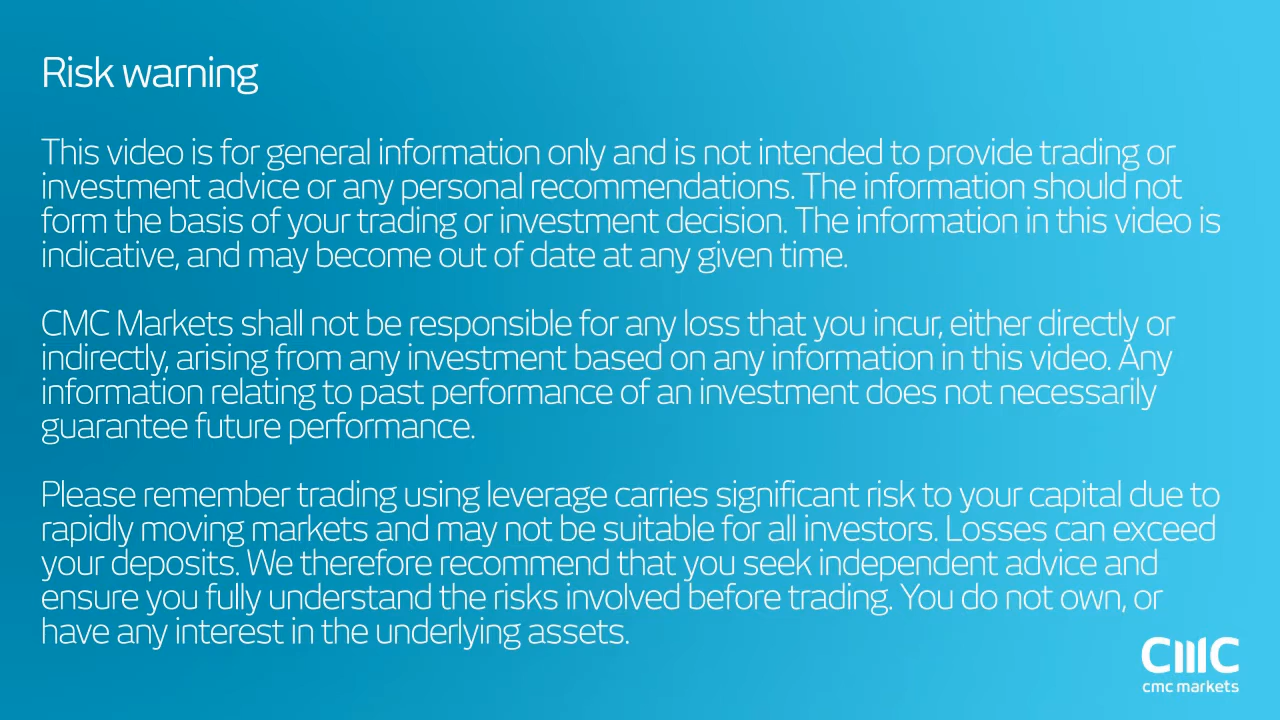 Risk warning
This video is for general information only and is not intended to provide trading or
investment advice or any personal recommendations. The information should not
form the basis of your trading or investment decision. The information in this video is
indicative, and may become out of date at any given time.
CMC Markets shall not be responsible for any loss that you incur, either directly or
indirectly, arising from any investment based on any information in this video. Any
information relating to past performance of an investment does not necessarily
guarantee future performance.
Please remember trading using leverage carries significant risk to your capital due to
rapidly moving markets and may not be suitable for all investors. Losses can exceed
your deposits. We therefore recommend that you seek independent advice and
ensure you fully understand the risks involved before trading. You do not own, or
have any interest in the underlying assets.
cmc
cmc markets